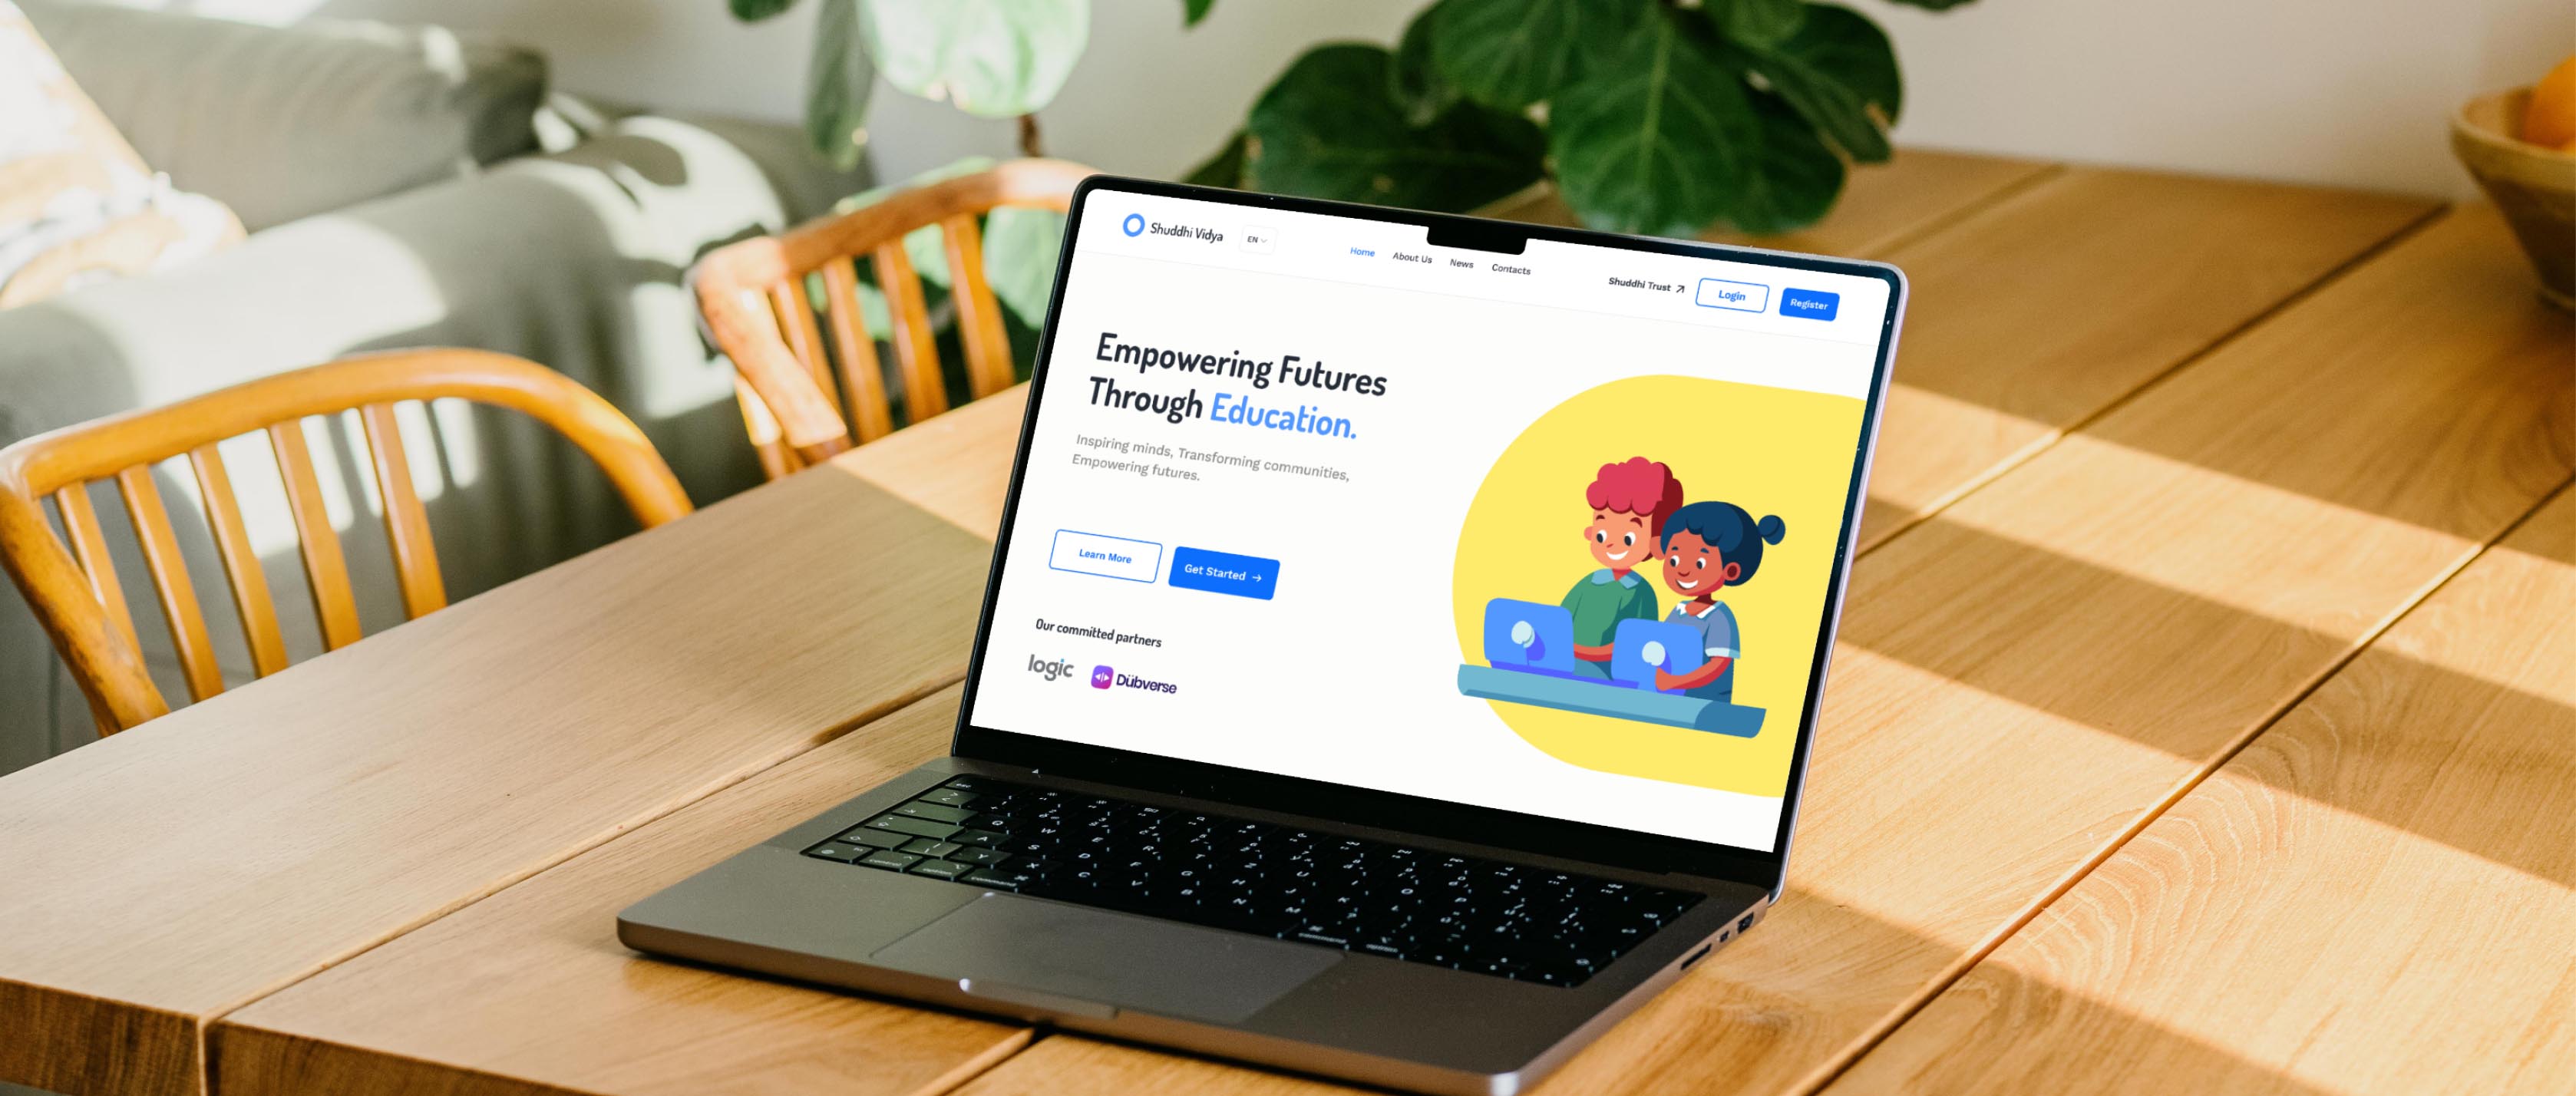 Shuddhi Vidya
EN
Home
About Us
News
Contacts
Shuddhi Trust
Login
Register
Empowering Futures
Through Education.
Inspiring minds, Transforming communities,
Empowering futures.
Learn More
Get Started →
Our committed partners
logic
Dübverse